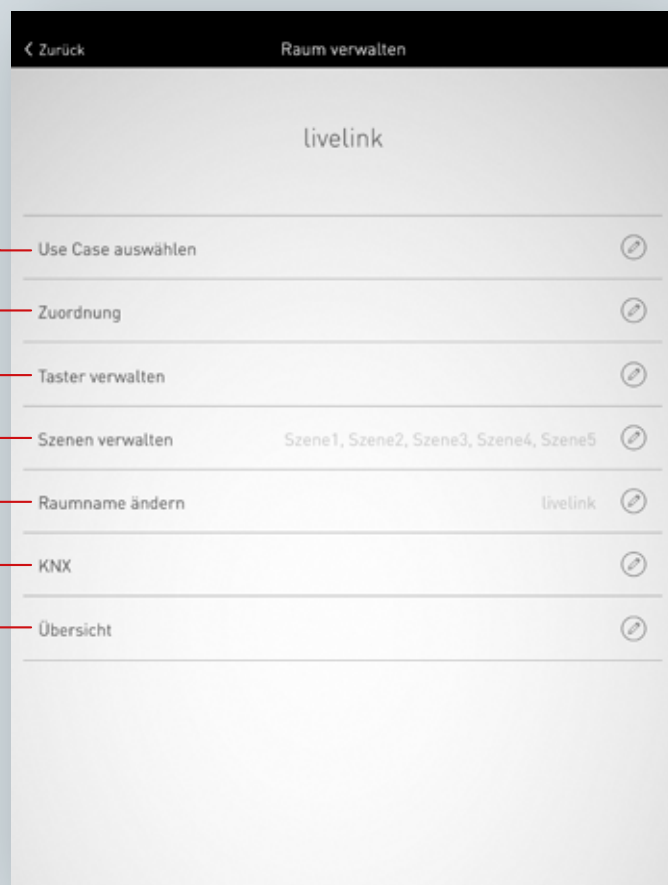 Zurück
Raum verwalten
livelink
Use Case auswählen
Zuordnung
Taster verwalten
Szenen verwalten Szene1, Szene2, Szene3, Szene4, Szene5
Raumname ändern livelink
KNX
Übersicht